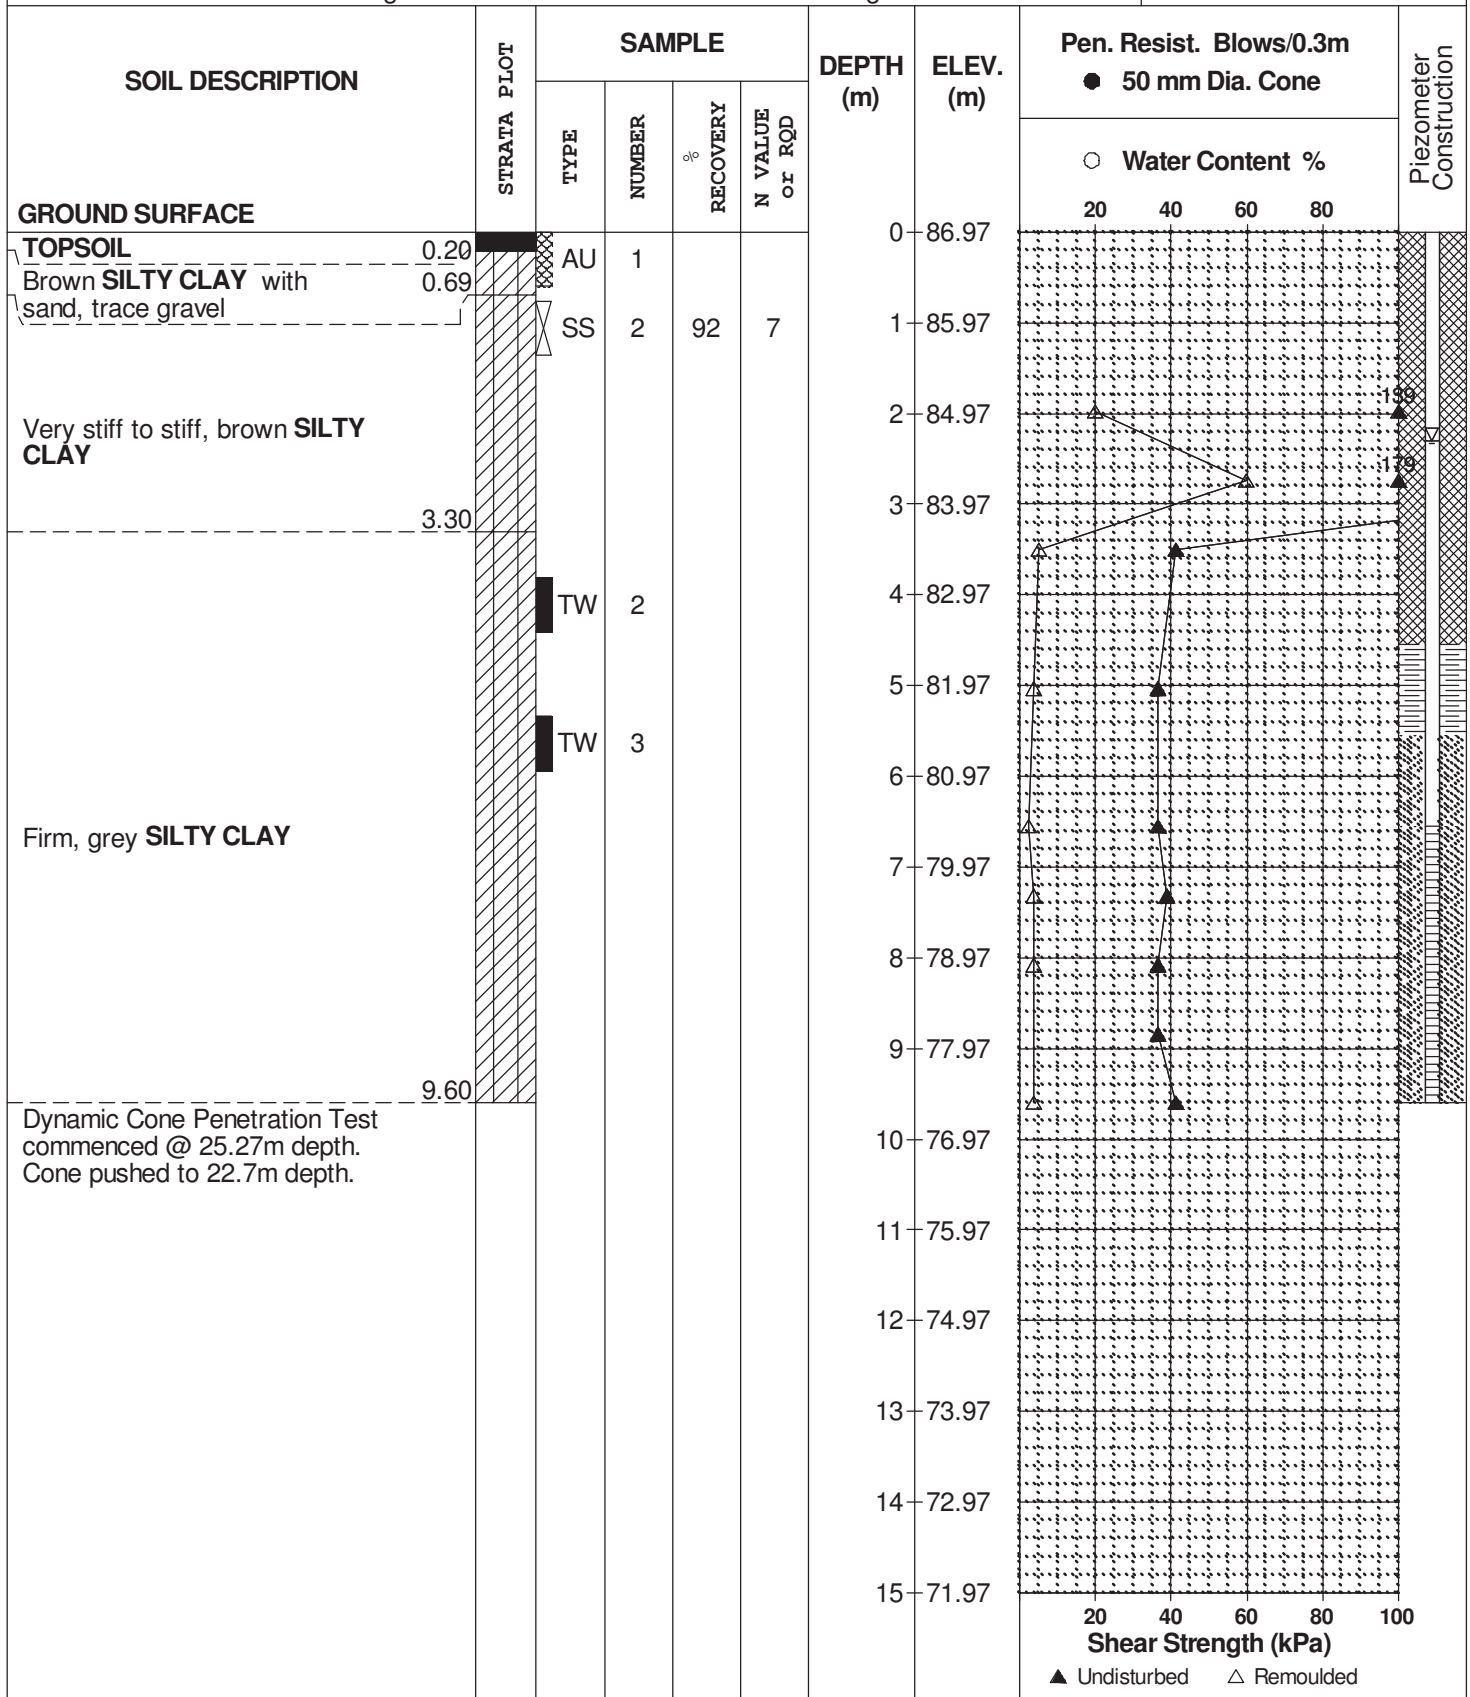 SOIL DESCRIPTION
GROUND SURFACE
STRATA PLOT
SAMPLE
TYPE
NUMBER
% RECOVERY
N VALUE or RQD
DEPTH (m)
ELEV. (m)
Pen. Resist. Blows/0.3m
● 50 mm Dia. Cone
○ Water Content %
Piezometer Construction
20 40 60 80
TOPSOIL 0.20
Brown SILTY CLAY with 0.69
sand, trace gravel
Very stiff to stiff, brown SILTY
CLAY
3.30
Firm, grey SILTY CLAY
9.60
Dynamic Cone Penetration Test
commenced @ 25.27m depth.
Cone pushed to 22.7m depth.
AU 1
SS 2 92 7
TW 2
TW 3
0 86.97
1 85.97
2 84.97
3 83.97
4 82.97
5 81.97
6 80.97
7 79.97
8 78.97
9 77.97
10 76.97
11 75.97
12 74.97
13 73.97
14 72.97
15 71.97
179
20 40 60 80 100
Shear Strength (kPa)
▲ Undisturbed △ Remoulded